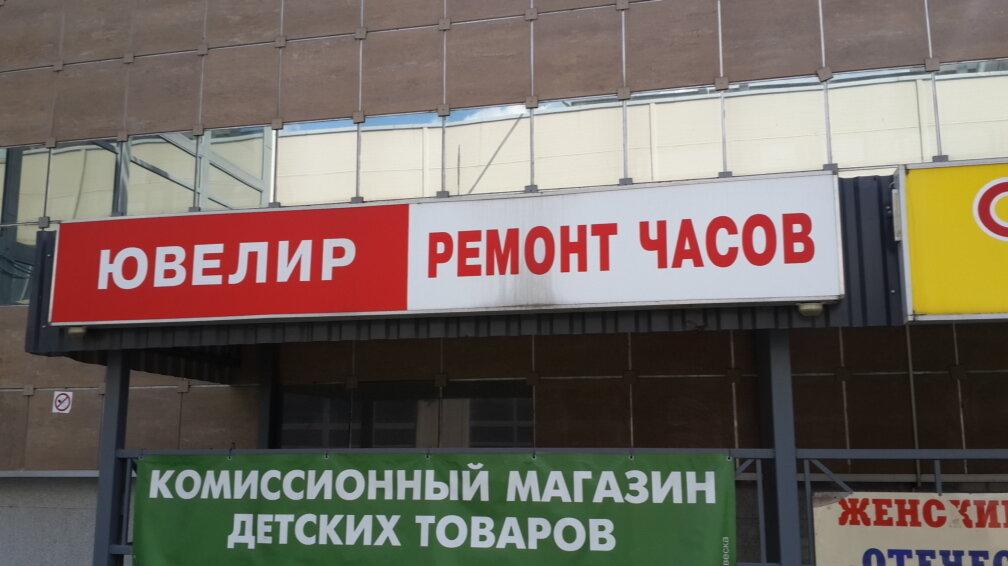 ЮВЕЛИР РЕМОНТ ЧАСОВ
КОМИССИОННЫЙ МАГАЗИН
ДЕТСКИХ ТОВАРОВ